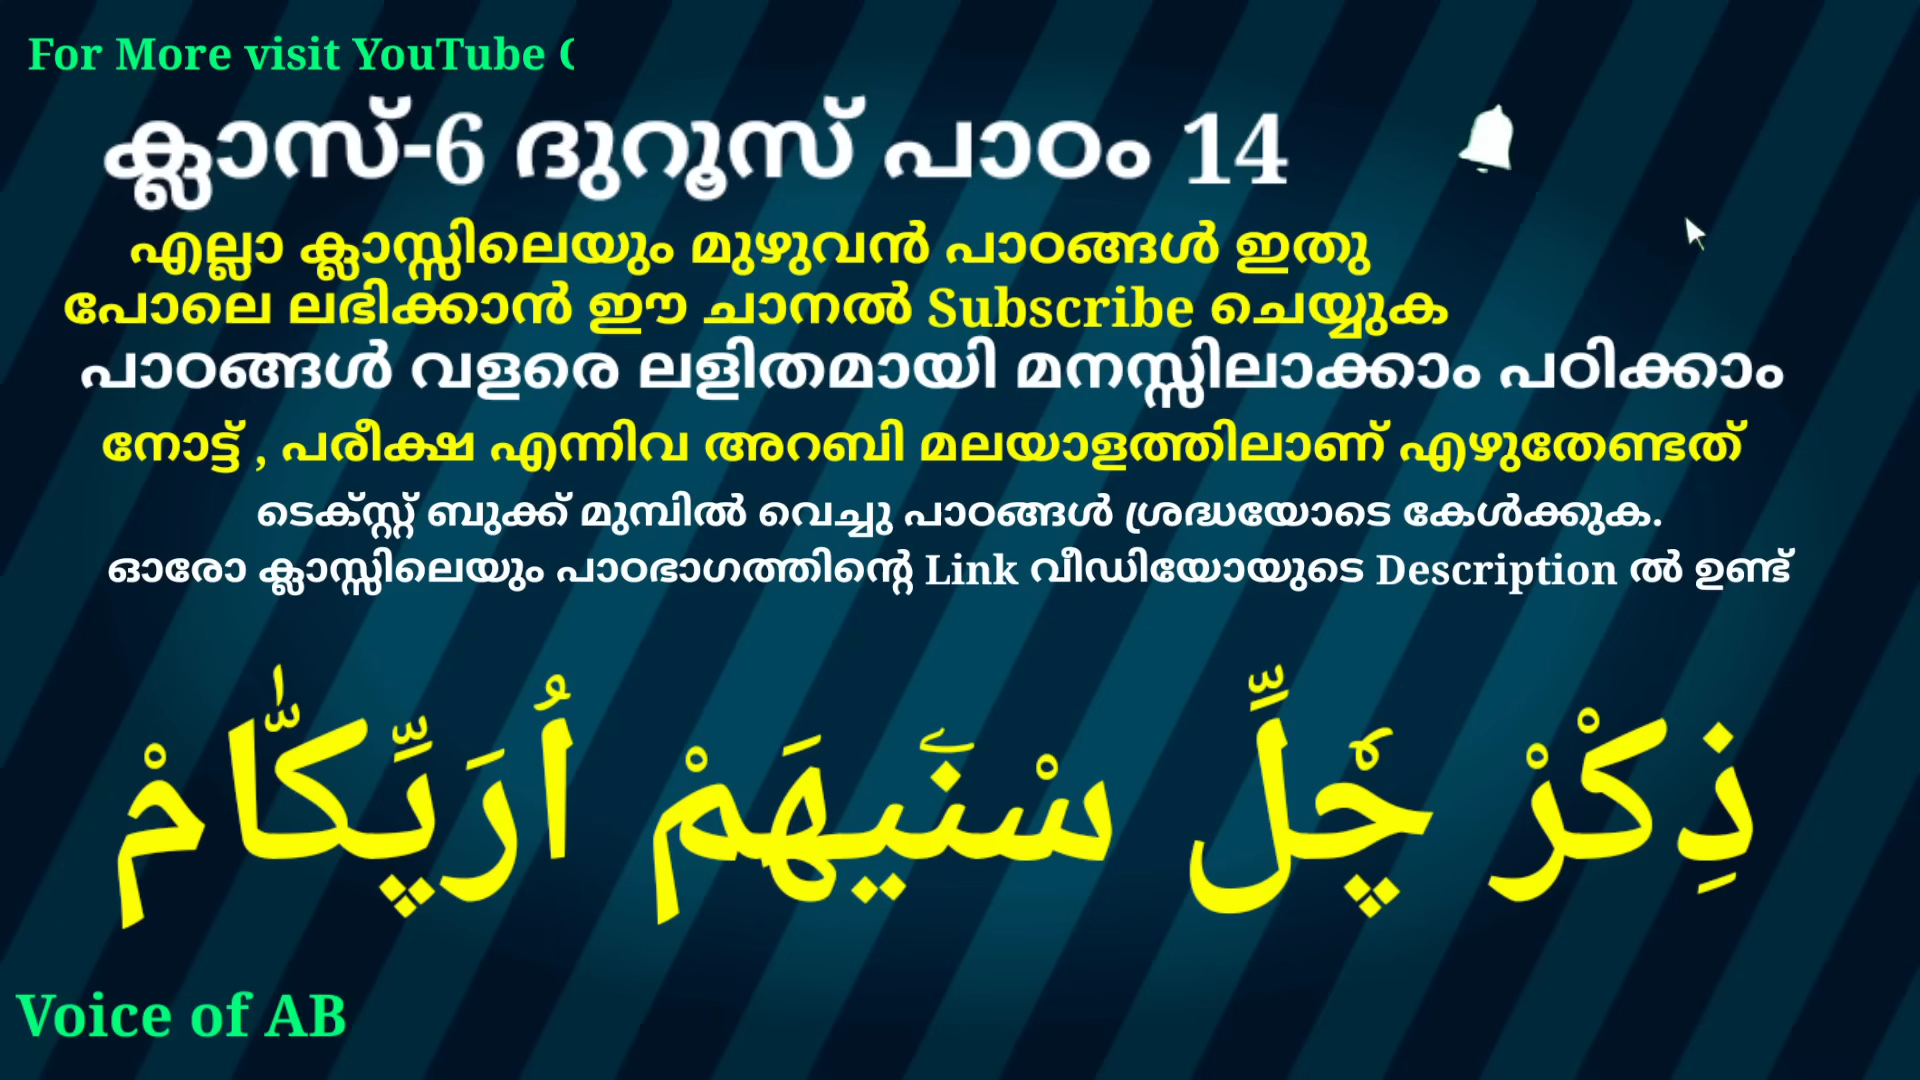 For More visit YouTube
ക്ലാസ്-6 ദുറൂസ് പാഠം 14
എല്ലാ ക്ലാസ്സിലെയും മുഴുവൻ പാഠങ്ങൾ ഇതു
പോലെ ലഭിക്കാൻ ഈ ചാനൽ Subscribe ചെയ്യുക
പാഠങ്ങൾ വളരെ ലളിതമായി മനസ്സിലാക്കാം പഠിക്കാം
നോട്ട് , പരീക്ഷ എന്നിവ അറബി മലയാളത്തിലാണ് എഴുതേണ്ടത്
ടെക്സ്റ്റ് ബുക്ക് മുമ്പിൽ വെച്ചു പാഠങ്ങൾ ശ്രദ്ധയോടെ കേൾക്കുക.
ഓരോ ക്ലാസ്സിലെയും പാഠഭാഗത്തിന്റെ Link വീഡിയോയുടെ Description ൽ ഉണ്ട്
ذِكْرْ چٗلِّ سْنٗيهَمْ أُرَپِّكّٰامْ
Voice of AB